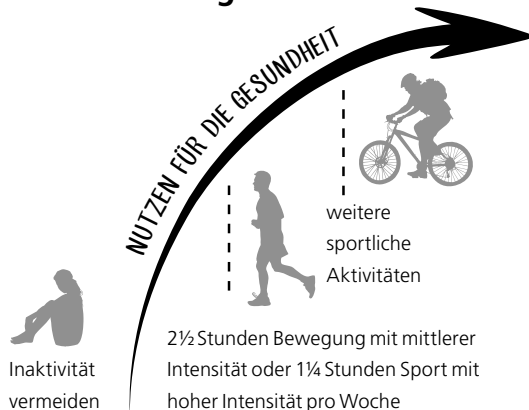 NUTZEN FÜR DIE GESUNDHEIT
weitere
sportliche
Aktivitäten
Inaktivität
vermeiden
2½ Stunden Bewegung mit mittlerer
Intensität oder 1¼ Stunden Sport mit
hoher Intensität pro Woche